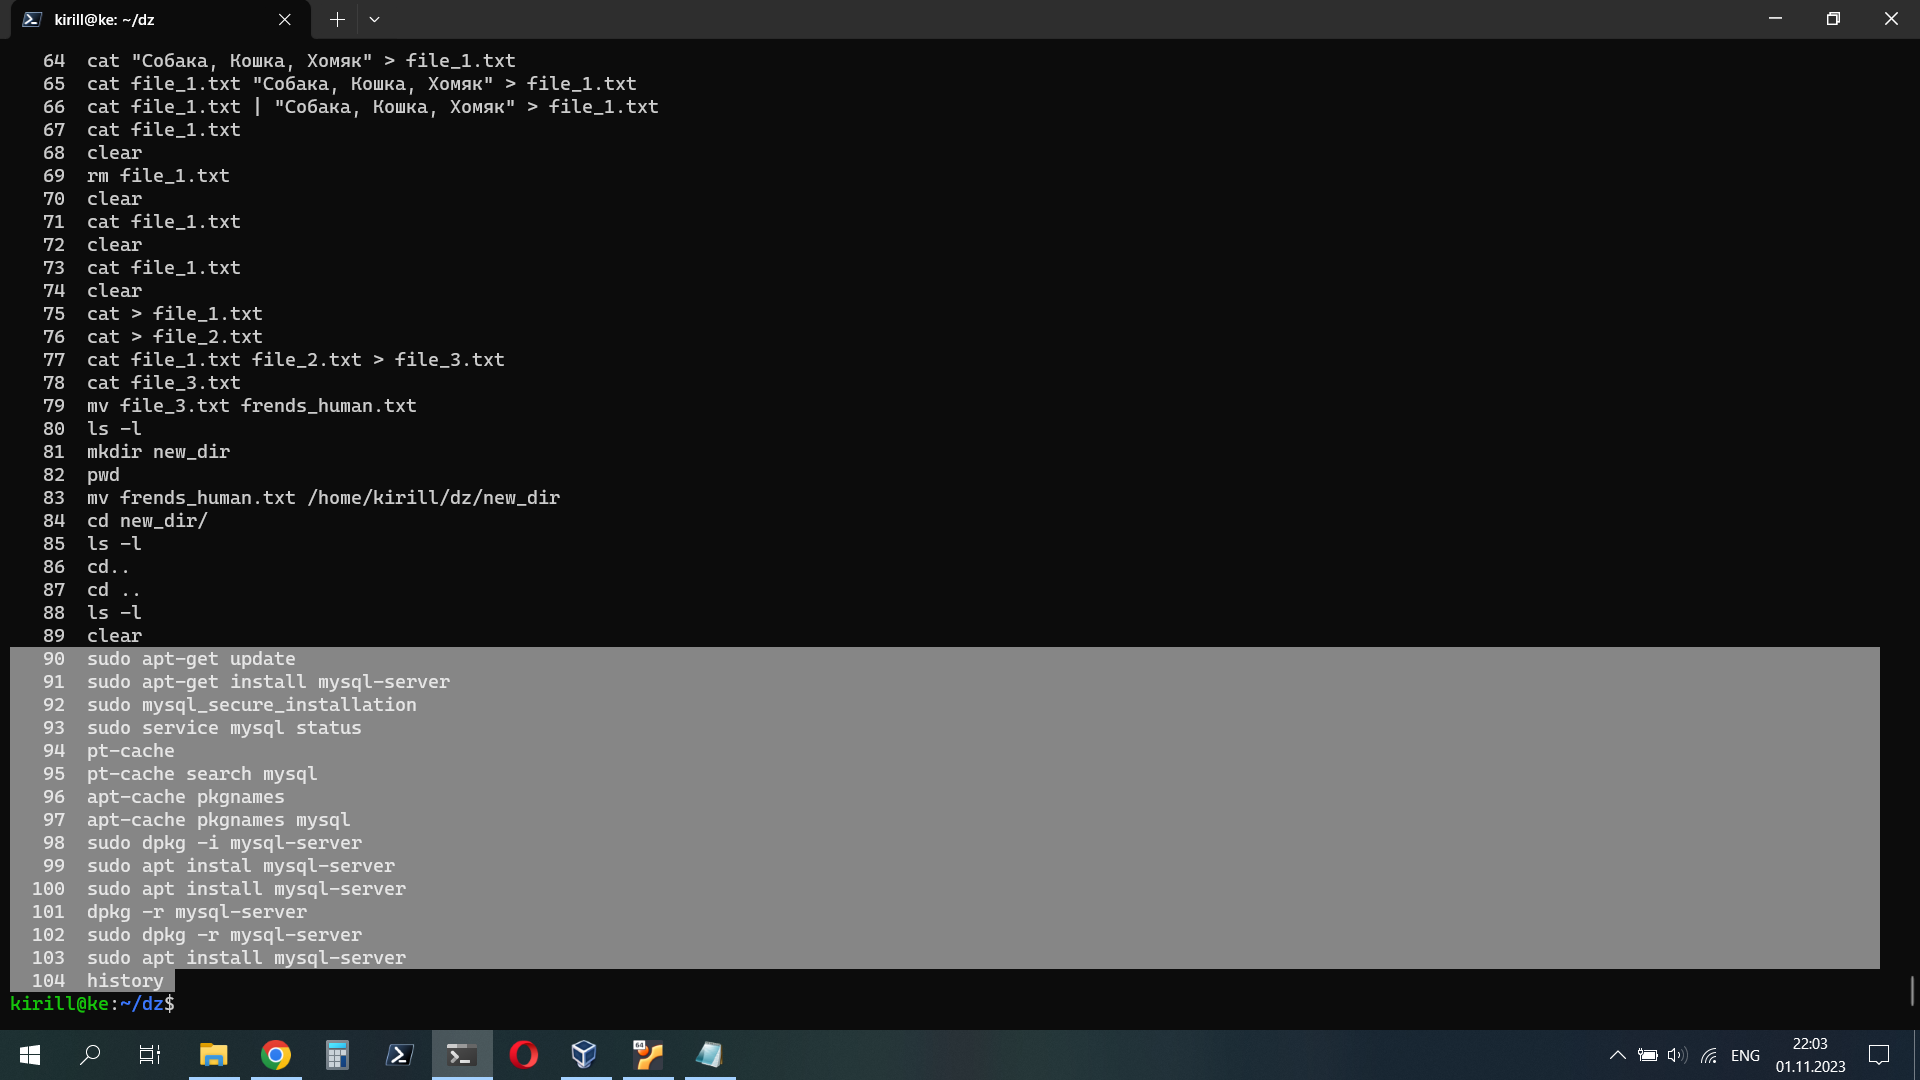 kirill@ke: ~/dz
64 cat "Собака, Кошка, Хомяк" > file_1.txt
65 cat file_1.txt "Собака, Кошка, Хомяк" > file_1.txt
66 cat file_1.txt | "Собака, Кошка, Хомяк" > file_1.txt
67 cat file_1.txt
68 clear
69 rm file_1.txt
70 clear
71 cat file_1.txt
72 clear
73 cat file_1.txt
74 clear
75 cat > file_1.txt
76 cat > file_2.txt
77 cat file_1.txt file_2.txt > file_3.txt
78 cat file_3.txt
79 mv file_3.txt frends_human.txt
80 ls -l
81 mkdir new_dir
82 pwd
83 mv frends_human.txt /home/kirill/dz/new_dir
84 cd new_dir/
85 ls -l
86 cd..
87 cd ..
88 ls -l
89 clear
90 sudo apt-get update
91 sudo apt-get install mysql-server
92 sudo mysql_secure_installation
93 sudo service mysql status
94 pt-cache
95 pt-cache search mysql
96 apt-cache pkgnames
97 apt-cache pkgnames mysql
98 sudo dpkg -i mysql-server
99 sudo apt instal mysql-server
100 sudo apt install mysql-server
101 dpkg -r mysql-server
102 sudo dpkg -r mysql-server
103 sudo apt install mysql-server
104 history
kirill@ke:~/dz$
64
ENG
22:03
01.11.2023